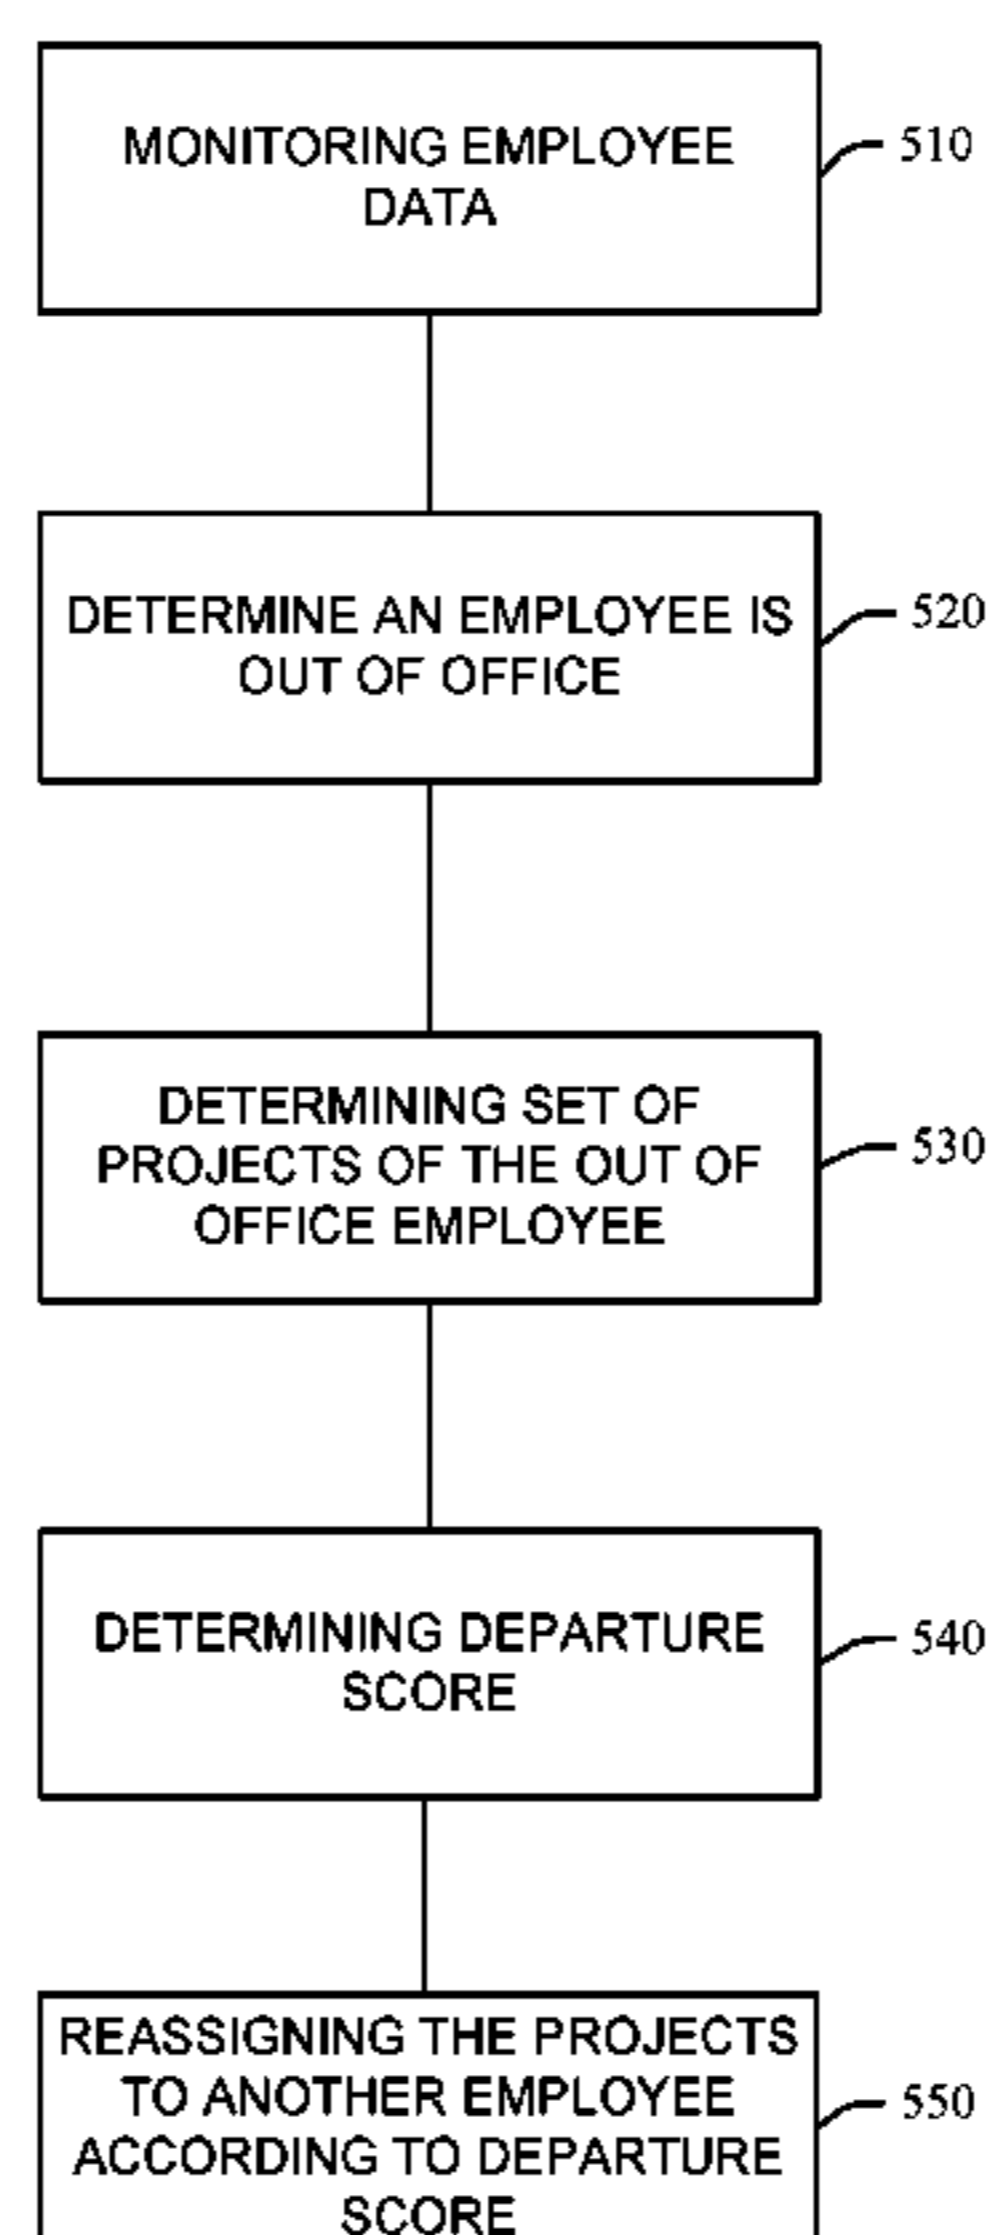 MONITORING EMPLOYEE
DATA
510
DETERMINE AN EMPLOYEE IS
OUT OF OFFICE
520
DETERMINING SET OF
PROJECTS OF THE OUT OF
OFFICE EMPLOYEE
530
DETERMINING DEPARTURE
SCORE
540
REASSIGNING THE PROJECTS
TO ANOTHER EMPLOYEE
ACCORDING TO DEPARTURE
SCORE
550